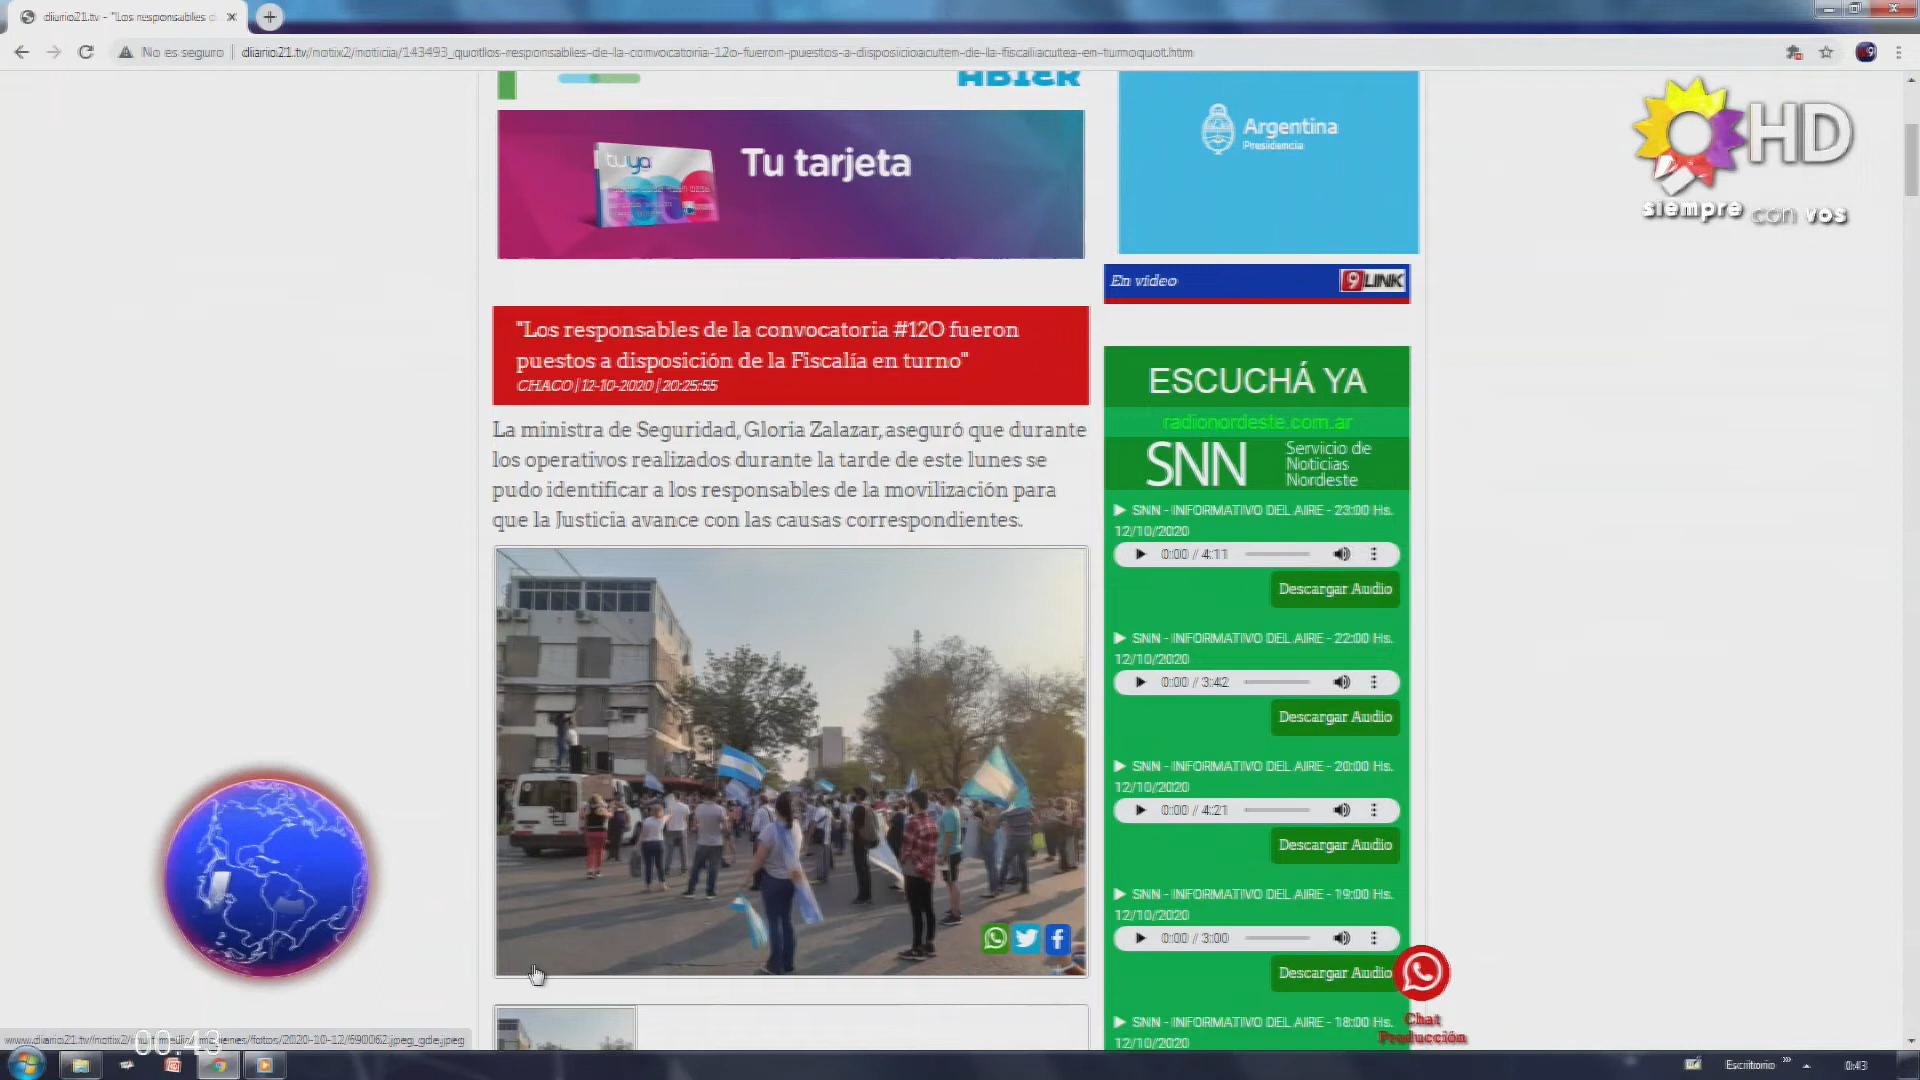 diario21.tv - "Los responsables d
No es seguro
diario21.tv/notix2/noticia/143493_quotlos-responsables-de-la-convocatoria-12o-fueron-puestos-a-disposicioacuten-de-la-fiscaliacutea-en-turnoquot.htm
Tu tarjeta
tuya
Argentina
Presidencia
HD
siempre con vos
En video
9 LINK
"Los responsables de la convocatoria #12O fueron
puestos a disposición de la Fiscalía en turno"
CHACO | 12-10-2020 | 20:25:55
La ministra de Seguridad, Gloria Zalazar, aseguró que durante
los operativos realizados durante la tarde de este lunes se
pudo identificar a los responsables de la movilización para
que la Justicia avance con las causas correspondientes.
ESCUCHÁ YA
radionordeste.com.ar
SNN
Servicio de
Noticias
Nordeste
SNN - INFORMATIVO DEL AIRE - 23:00 Hs.
12/10/2020
0:00 / 4:11
Descargar Audio
SNN - INFORMATIVO DEL AIRE - 22:00 Hs.
12/10/2020
0:00 / 3:42
Descargar Audio
SNN - INFORMATIVO DEL AIRE - 20:00 Hs.
12/10/2020
0:00 / 4:21
Descargar Audio
SNN - INFORMATIVO DEL AIRE - 19:00 Hs.
12/10/2020
0:00 / 3:00
Descargar Audio
SNN - INFORMATIVO DEL AIRE - 18:00 Hs.
12/10/2020
Chat
Producción
00:43
Escritorio
0:43